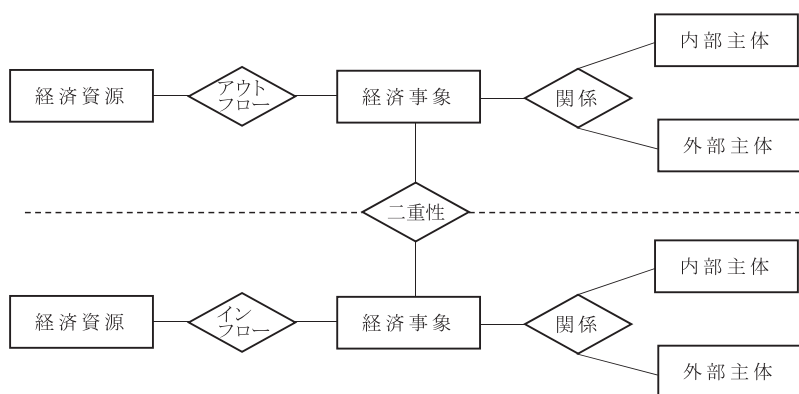 内部主体
経済資源
アウト
フロー
経済事象
関係
外部主体
二重性
内部主体
経済資源
イン
フロー
経済事象
関係
外部主体